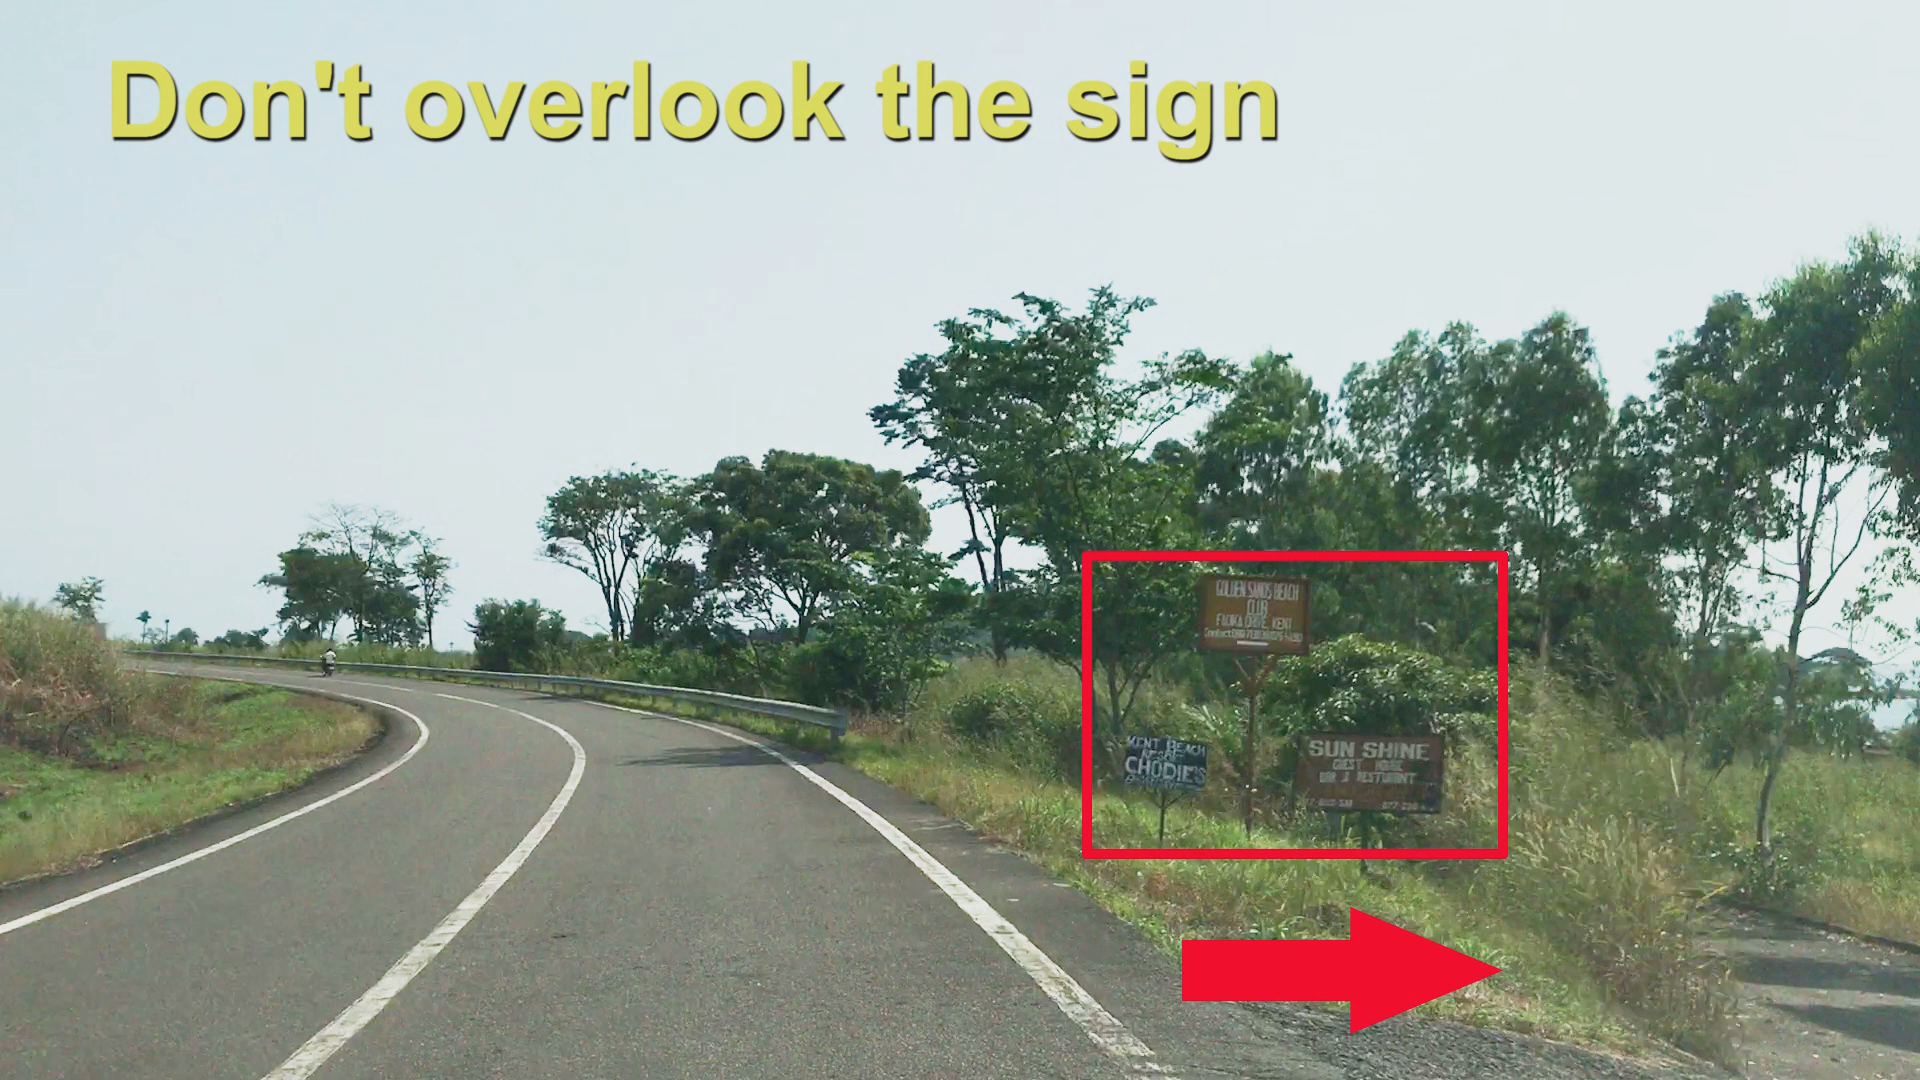 Don't overlook the sign
GOLDEN SANDS BEACH
CLUB
KENT
KENT BEACH
CHODIE'S
SUN SHINE
GUEST HOUSE
BAR & RESTURANT